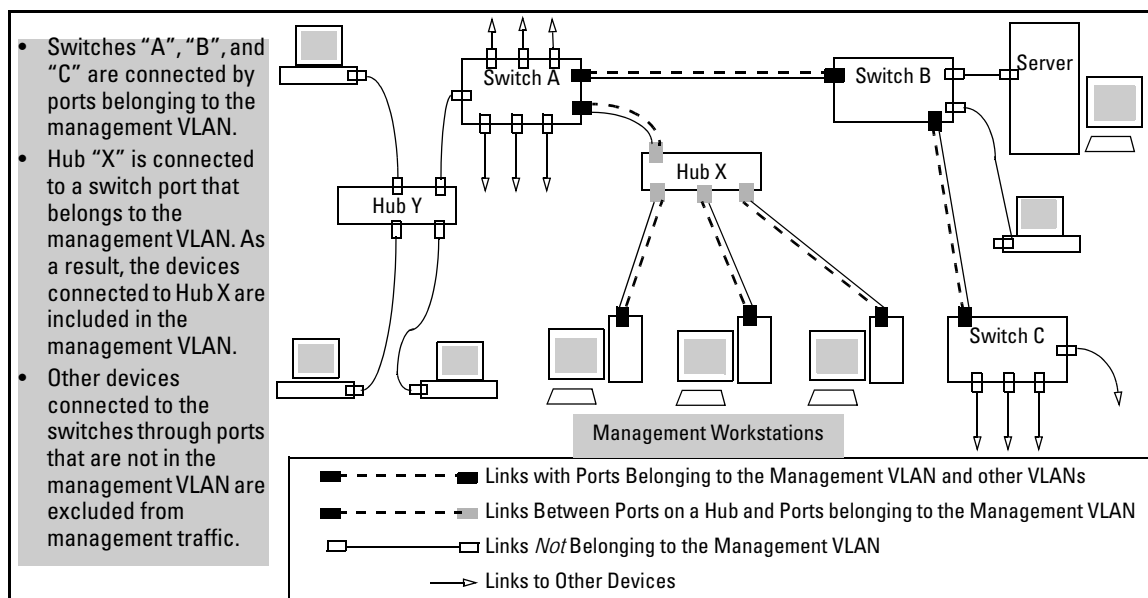 • Switches “A”, “B”, and
“C” are connected by
ports belonging to the
management VLAN.
• Hub “X” is connected
to a switch port that
belongs to the
management VLAN. As
a result, the devices
connected to Hub X are
included in the
management VLAN.
• Other devices
connected to the
switches through ports
that are not in the
management VLAN are
excluded from
management traffic.
Switch A
Switch B
Server
Hub X
Hub Y
Switch C
Management Workstations
Links with Ports Belonging to the Management VLAN and other VLANs
Links Between Ports on a Hub and Ports belonging to the Management VLAN
Links Not Belonging to the Management VLAN
Links to Other Devices